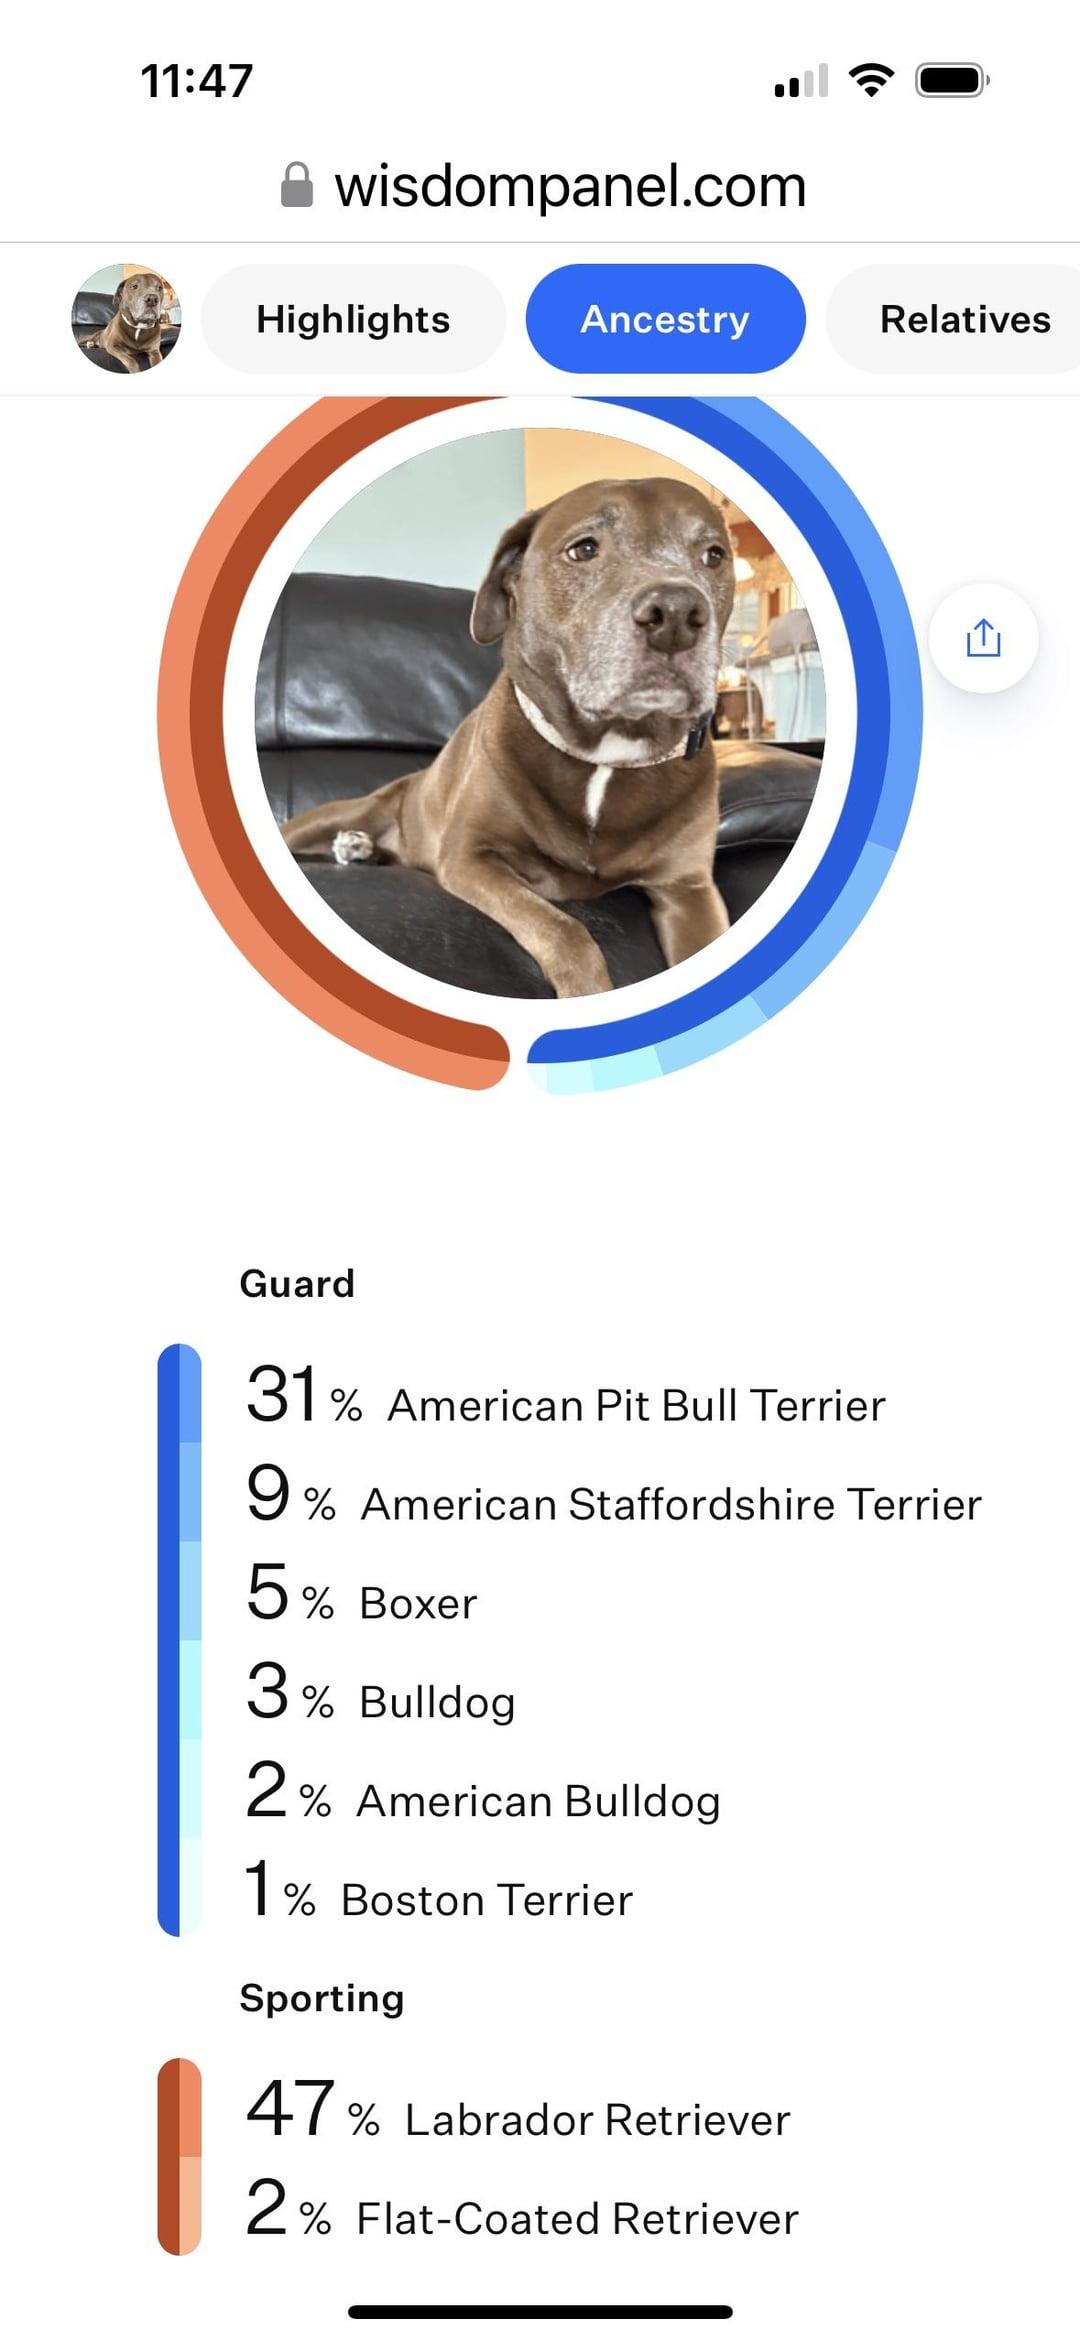 11:47
wisdompanel.com
Highlights Ancestry Relatives
Guard
31% American Pit Bull Terrier
9% American Staffordshire Terrier
5% Boxer
3% Bulldog
2% American Bulldog
1% Boston Terrier
Sporting
47% Labrador Retriever
2% Flat-Coated Retriever